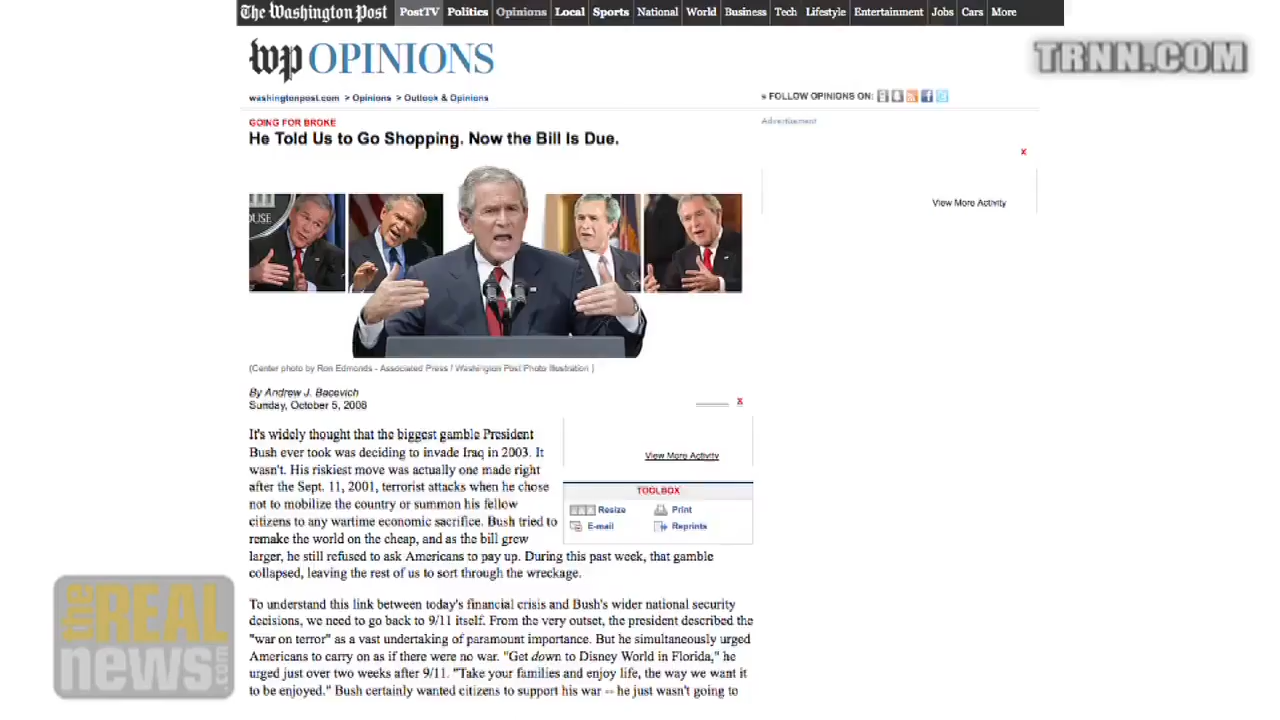 The Washington Post PostTV Politics Opinions Local Sports National World Business Tech Lifestyle Entertainment Jobs Cars More
TRNN.COM
wp OPINIONS
washingtonpost.com > Opinions > Outlook & Opinions
» FOLLOW OPINIONS ON:
GOING FOR BROKE
Advertisement
He Told Us to Go Shopping. Now the Bill Is Due.
X
View More Activity
OUSE
(Center photo by Ron Edmonds - Associated Press / Washington Post Photo Illustration )
By Andrew J. Bacevich
Sunday, October 5, 2008
X
It's widely thought that the biggest gamble President
Bush ever took was deciding to invade Iraq in 2003. It
wasn't. His riskiest move was actually one made right
after the Sept. 11, 2001, terrorist attacks when he chose
not to mobilize the country or summon his fellow
citizens to any wartime economic sacrifice. Bush tried to
remake the world on the cheap, and as the bill grew
larger, he still refused to ask Americans to pay up. During this past week, that gamble
collapsed, leaving the rest of us to sort through the wreckage.
View More Activity
TOOLBOX
Resize Print
E-mail Reprints
To understand this link between today's financial crisis and Bush's wider national security
decisions, we need to go back to 9/11 itself. From the very outset, the president described the
"war on terror" as a vast undertaking of paramount importance. But he simultaneously urged
Americans to carry on as if there were no war. "Get down to Disney World in Florida," he
urged just over two weeks after 9/11. "Take your families and enjoy life, the way we want it
to be enjoyed." Bush certainly wanted citizens to support his war -- he just wasn't going to
the REAL
news.com